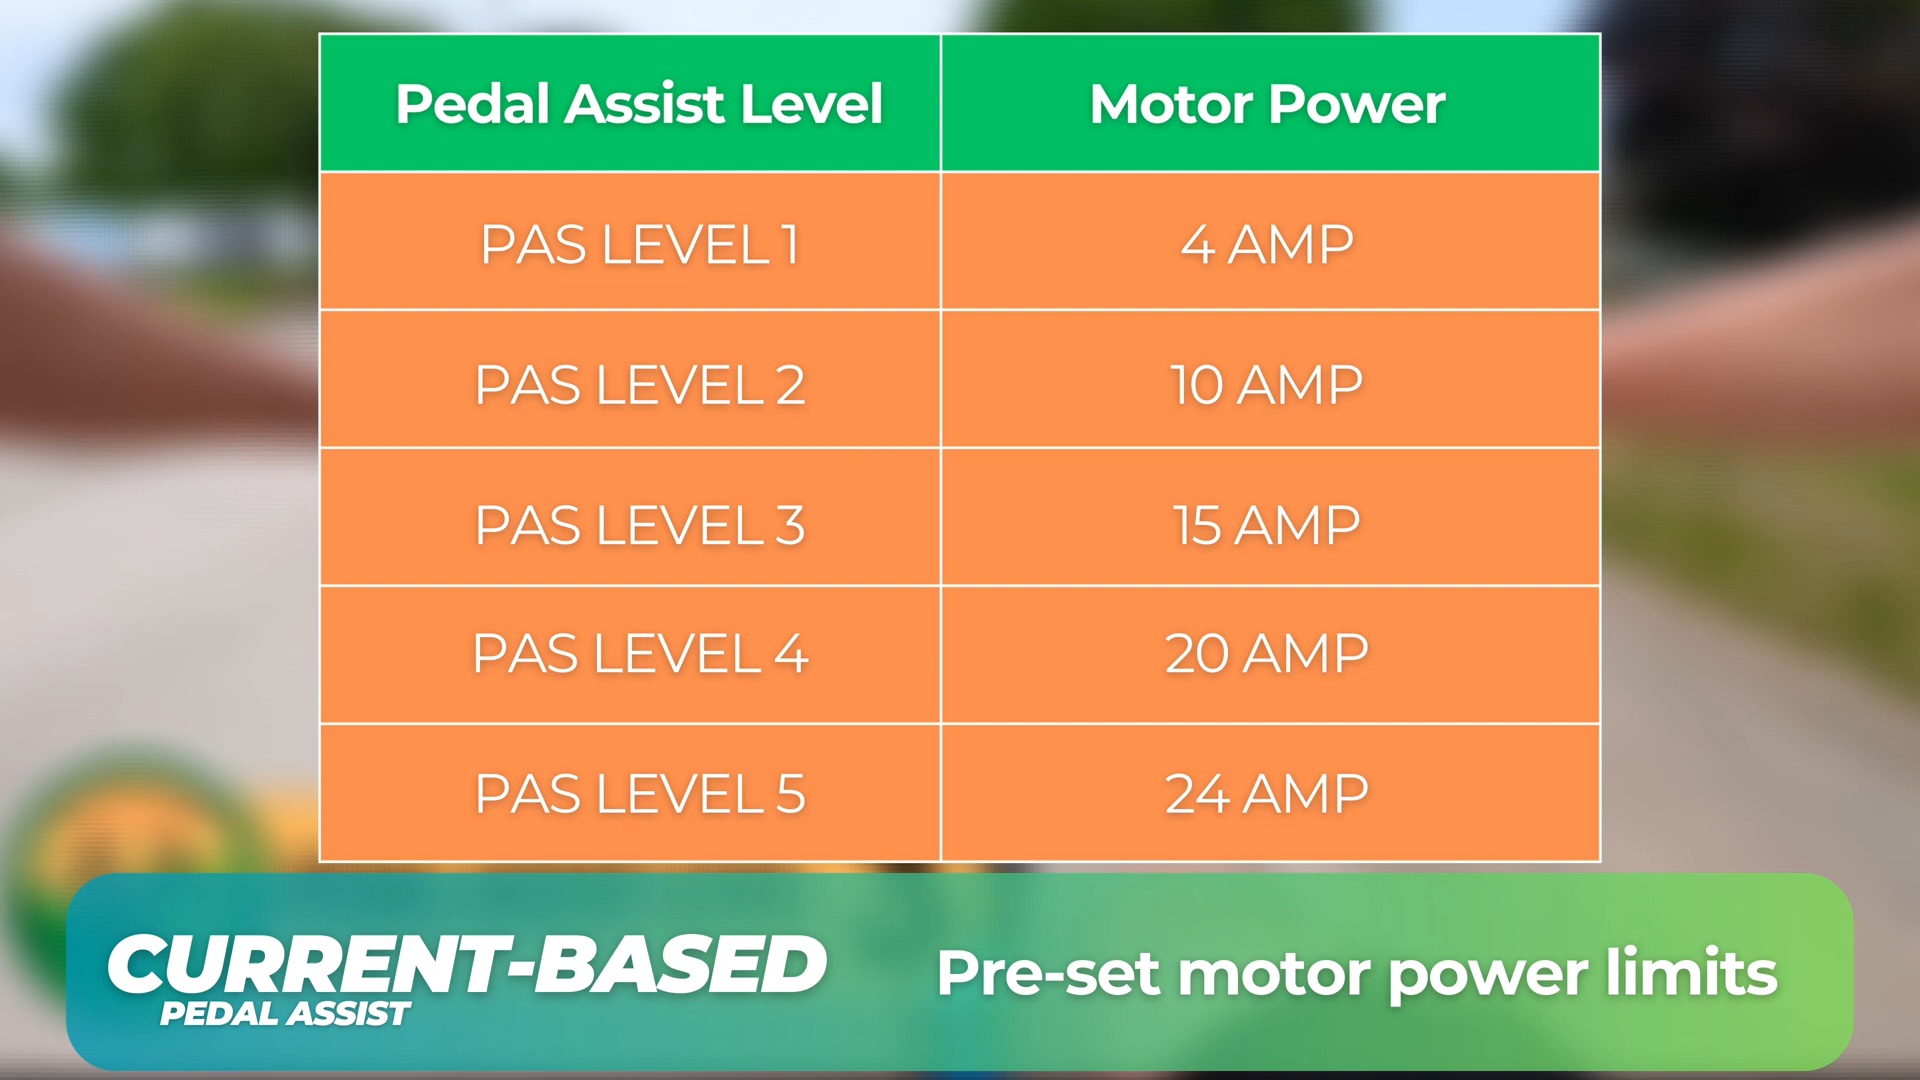 Pedal Assist Level Motor Power
PAS LEVEL 1 4 AMP
PAS LEVEL 2 10 AMP
PAS LEVEL 3 15 AMP
PAS LEVEL 4 20 AMP
PAS LEVEL 5 24 AMP
CURRENT-BASED Pre-set motor power limits
PEDAL ASSIST